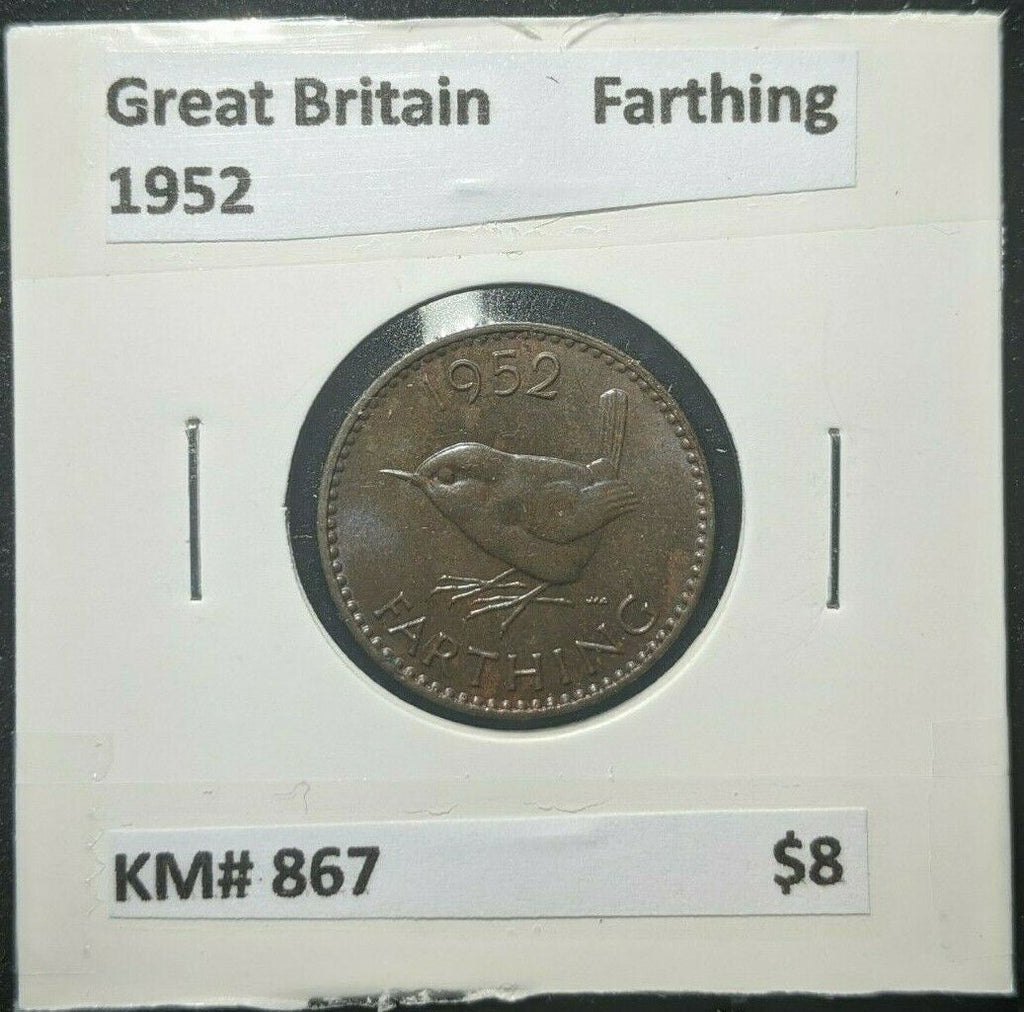 Great Britain Farthing
1952
1952
FARTHING
KM# 867 $8